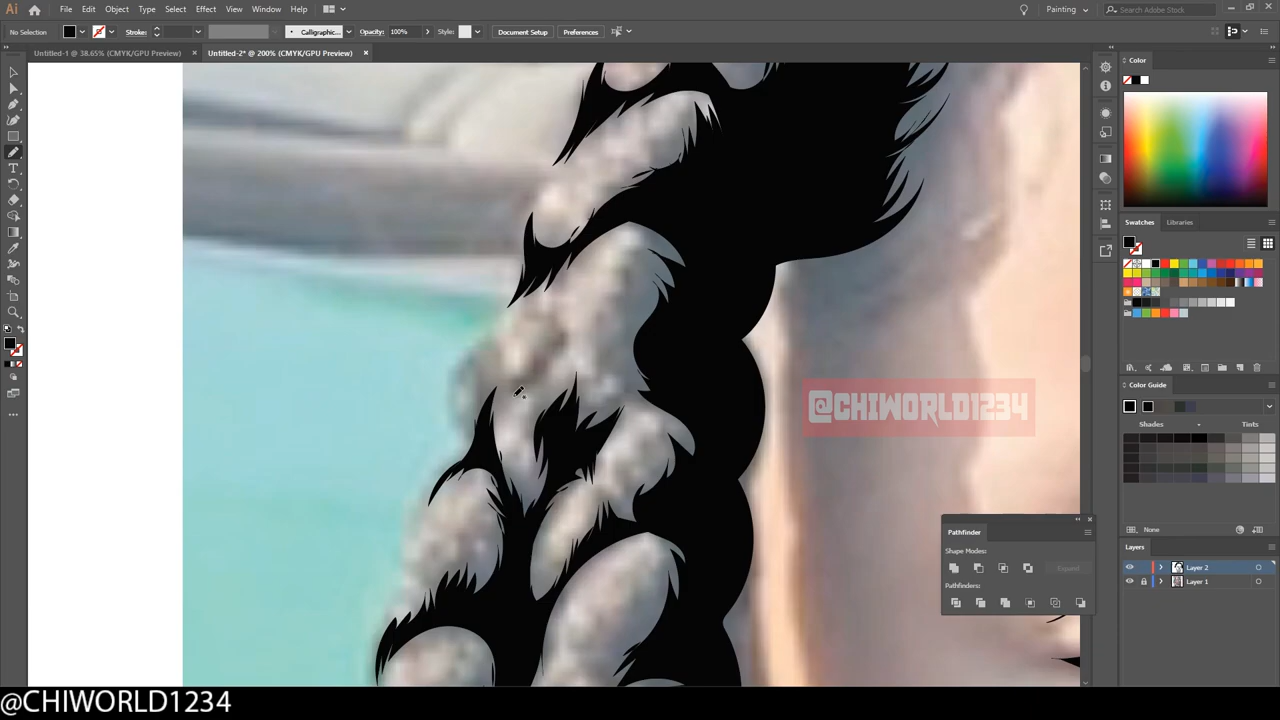 Ai File Edit Object Type Select Effect View Window Help Painting Search Adobe Stock
No Selection Stroke: Calligraphic... Opacity: 100% Style: Document Setup Preferences
Untitled-1 @ 38.65% (CMYK/GPU Preview) × Untitled-2* @ 200% (CMYK/GPU Preview) ×
Color
Swatches Libraries
Color Guide
Shades Tints
None
Layers
Layer 2
Layer 1
Pathfinder
Shape Modes:
Expand
Pathfinders:
@CHIWORLD1234
@CHIWORLD1234